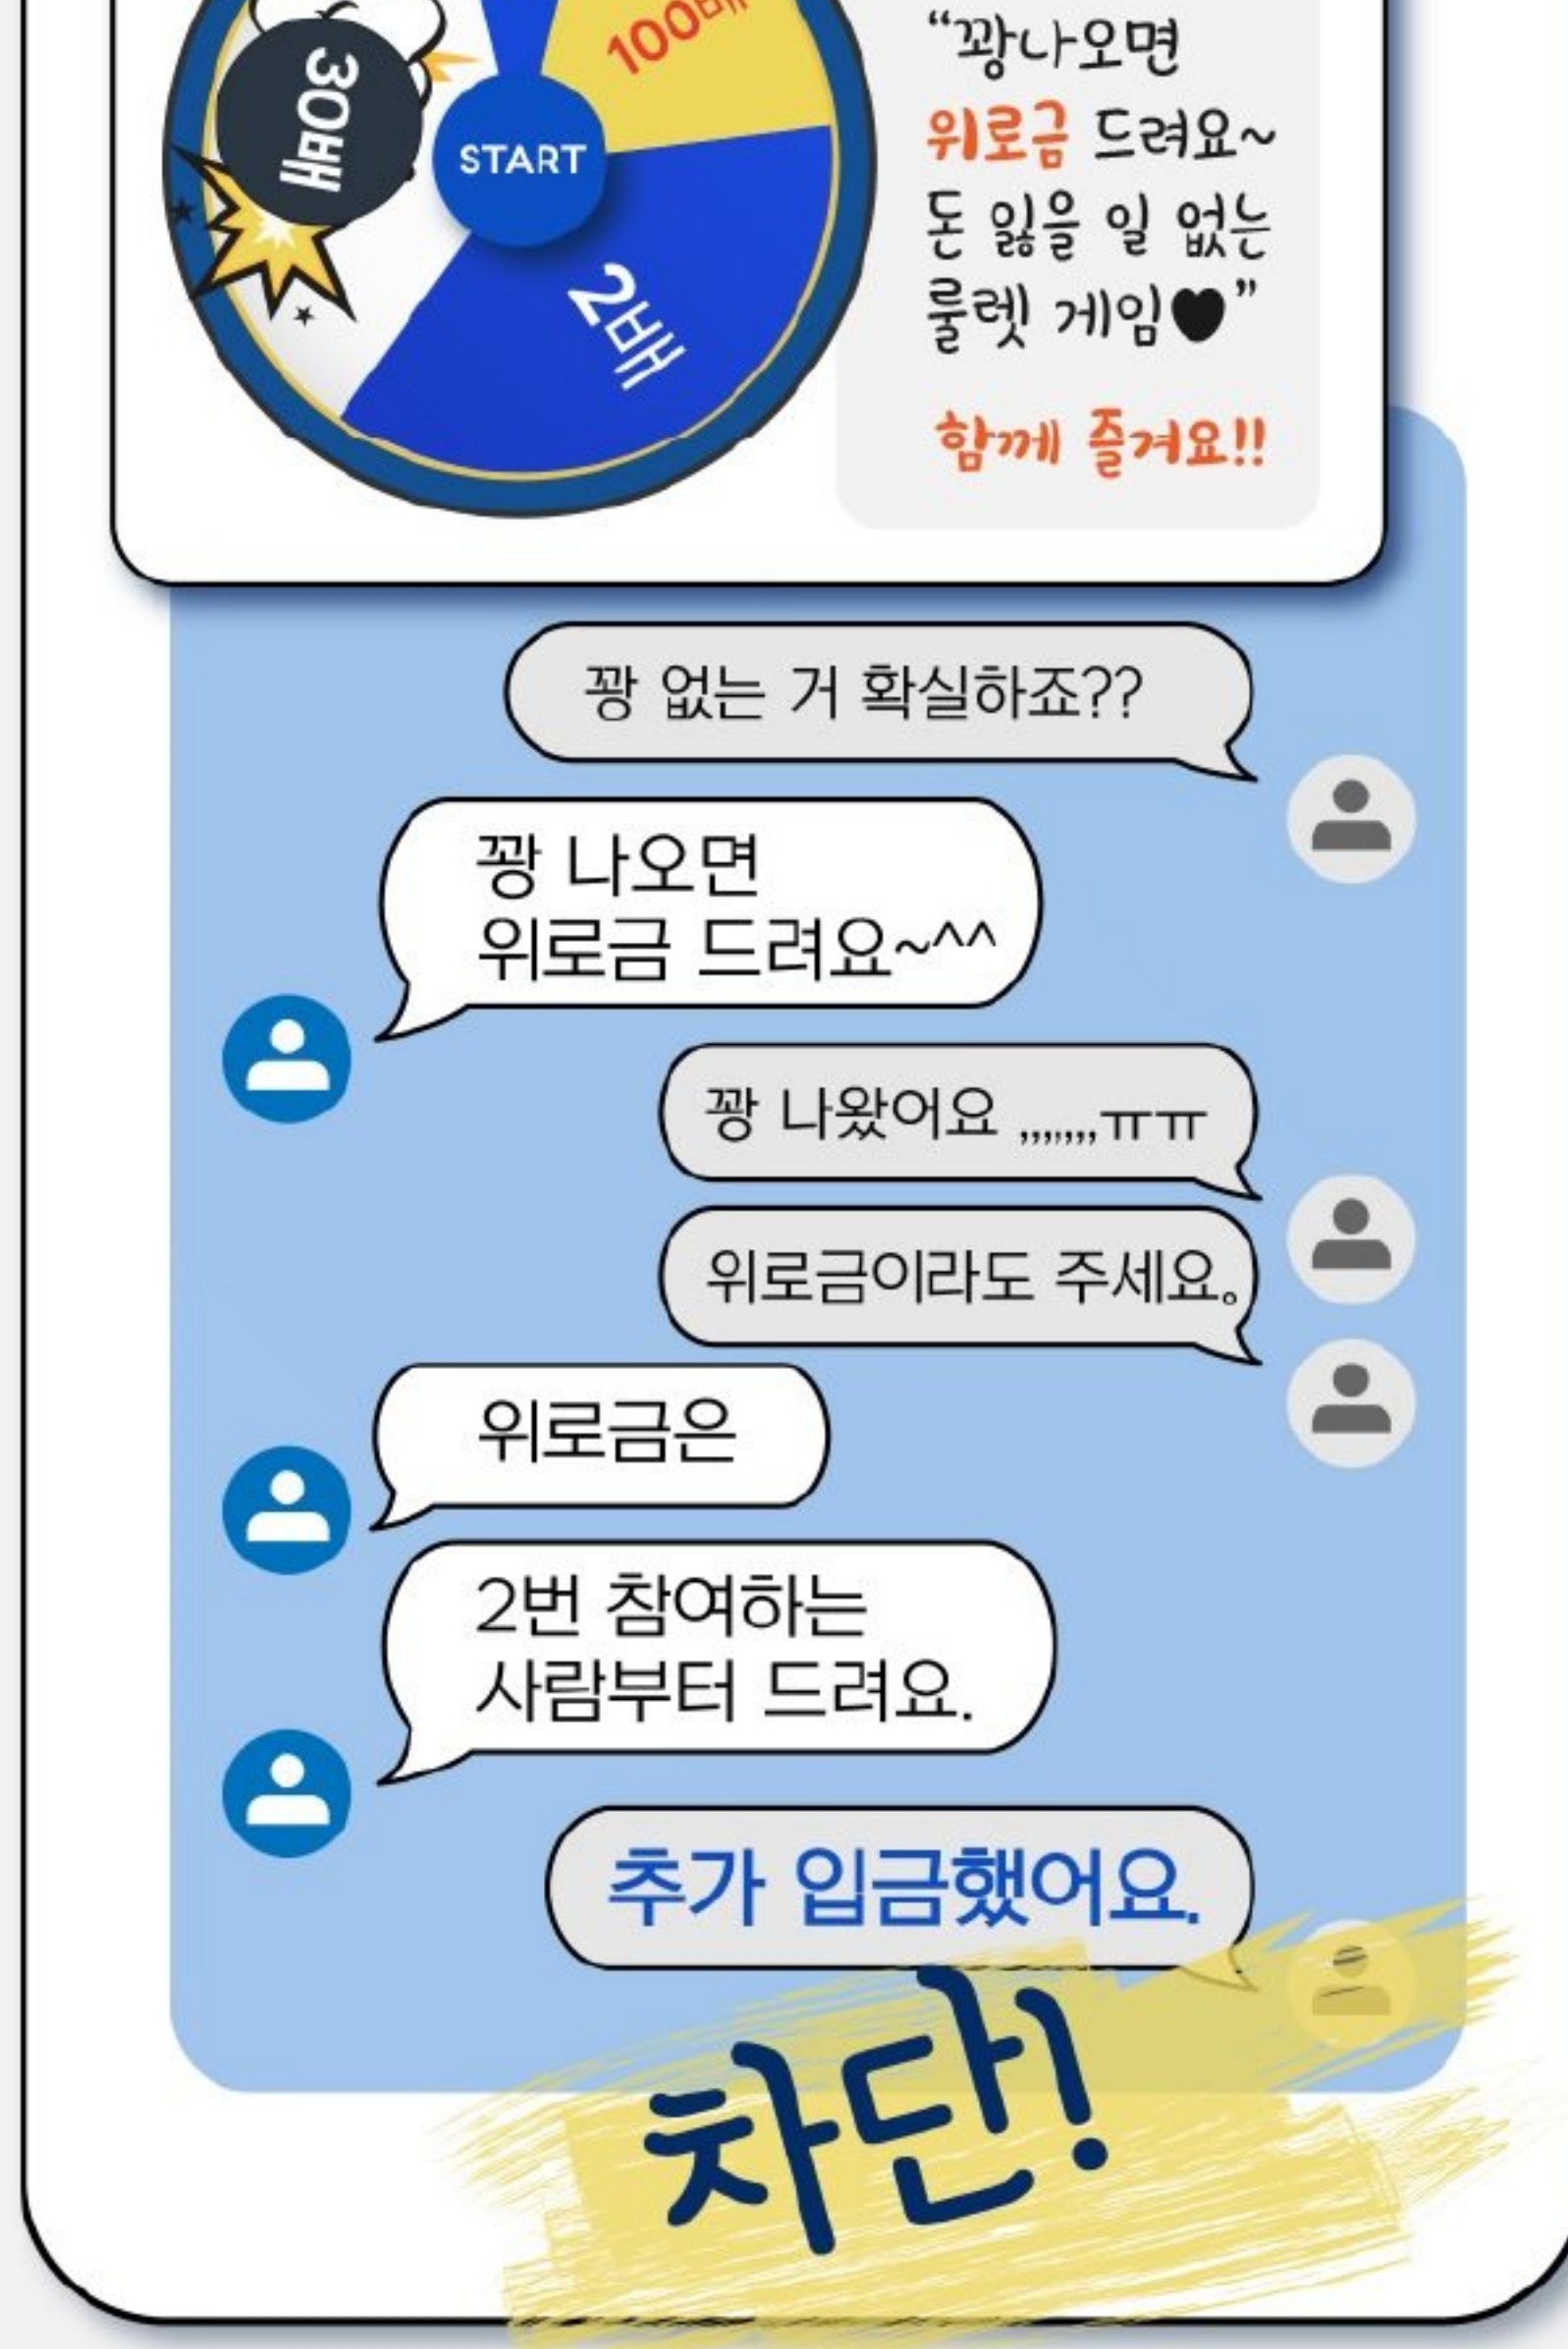 100배
30배
START
2배
“꽝나오면
위로금 드려요~
돈 잃을 일 없는
룰렛 게임♥”
함께 즐겨요!!
꽝 없는 거 확실하죠??
꽝 나오면
위로금 드려요~^^
꽝 나왔어요 ,,,,,,,ㅠㅠ
위로금이라도 주세요。
위로금은
2번 참여하는
사람부터 드려요.
추가 입금했어요.
차단!